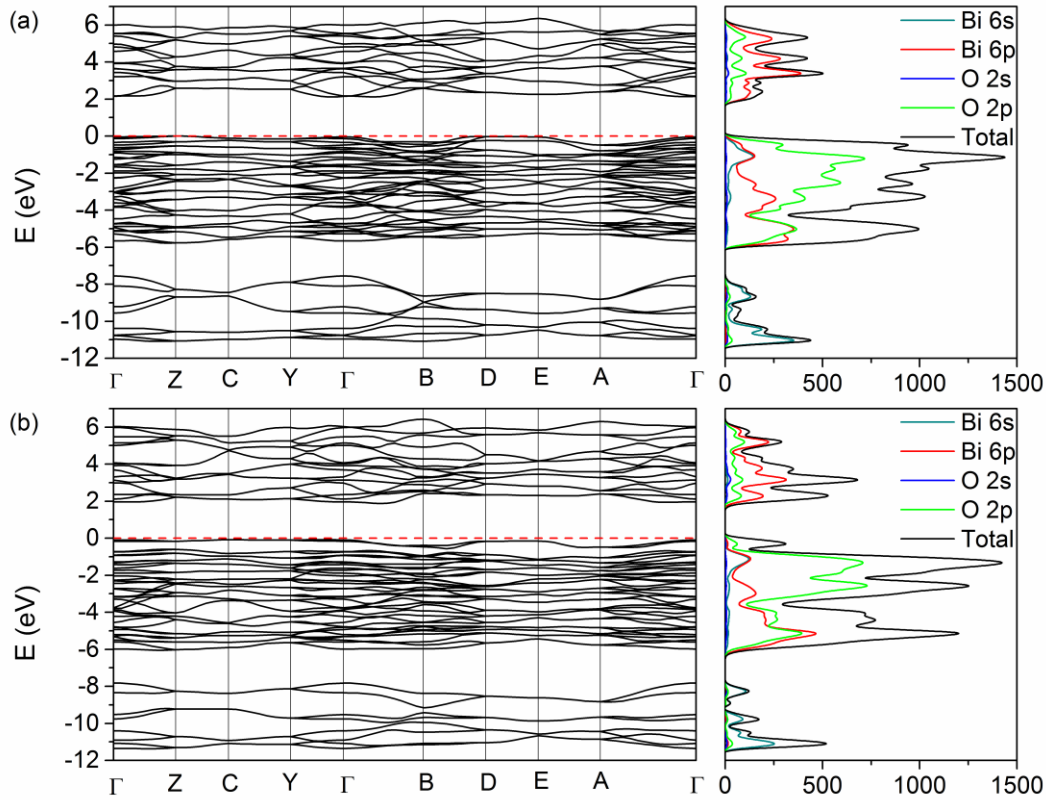 (a)
E (eV)
6
4
2
0
-2
-4
-6
-8
-10
-12
Γ Z C Y Γ B D E A Γ
Bi 6s
Bi 6p
O 2s
O 2p
Total
0 500 1000 1500
(b)
E (eV)
6
4
2
0
-2
-4
-6
-8
-10
-12
Γ Z C Y Γ B D E A Γ
Bi 6s
Bi 6p
O 2s
O 2p
Total
0 500 1000 1500